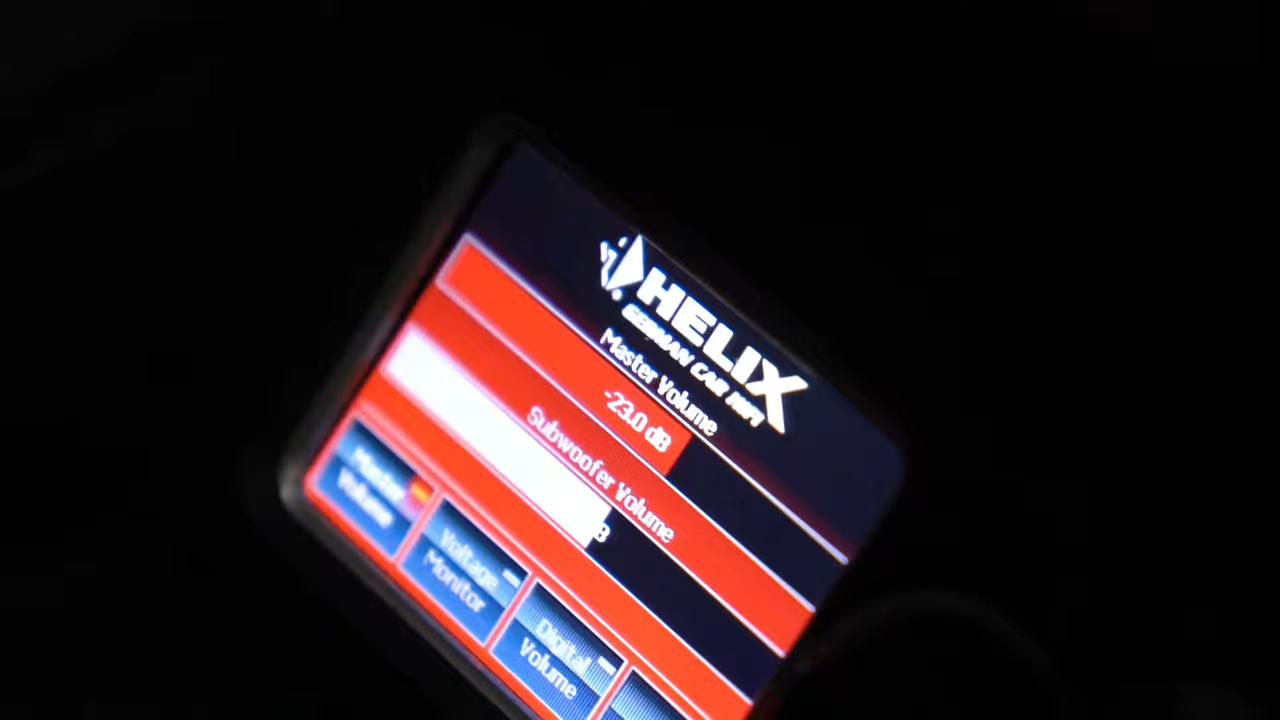 HELIX
GERMAN CAR HIFI
Master Volume
-23.0 dB
Subwoofer Volume
B
Master
Volume
Voltage
Monitor
Digital
Volume